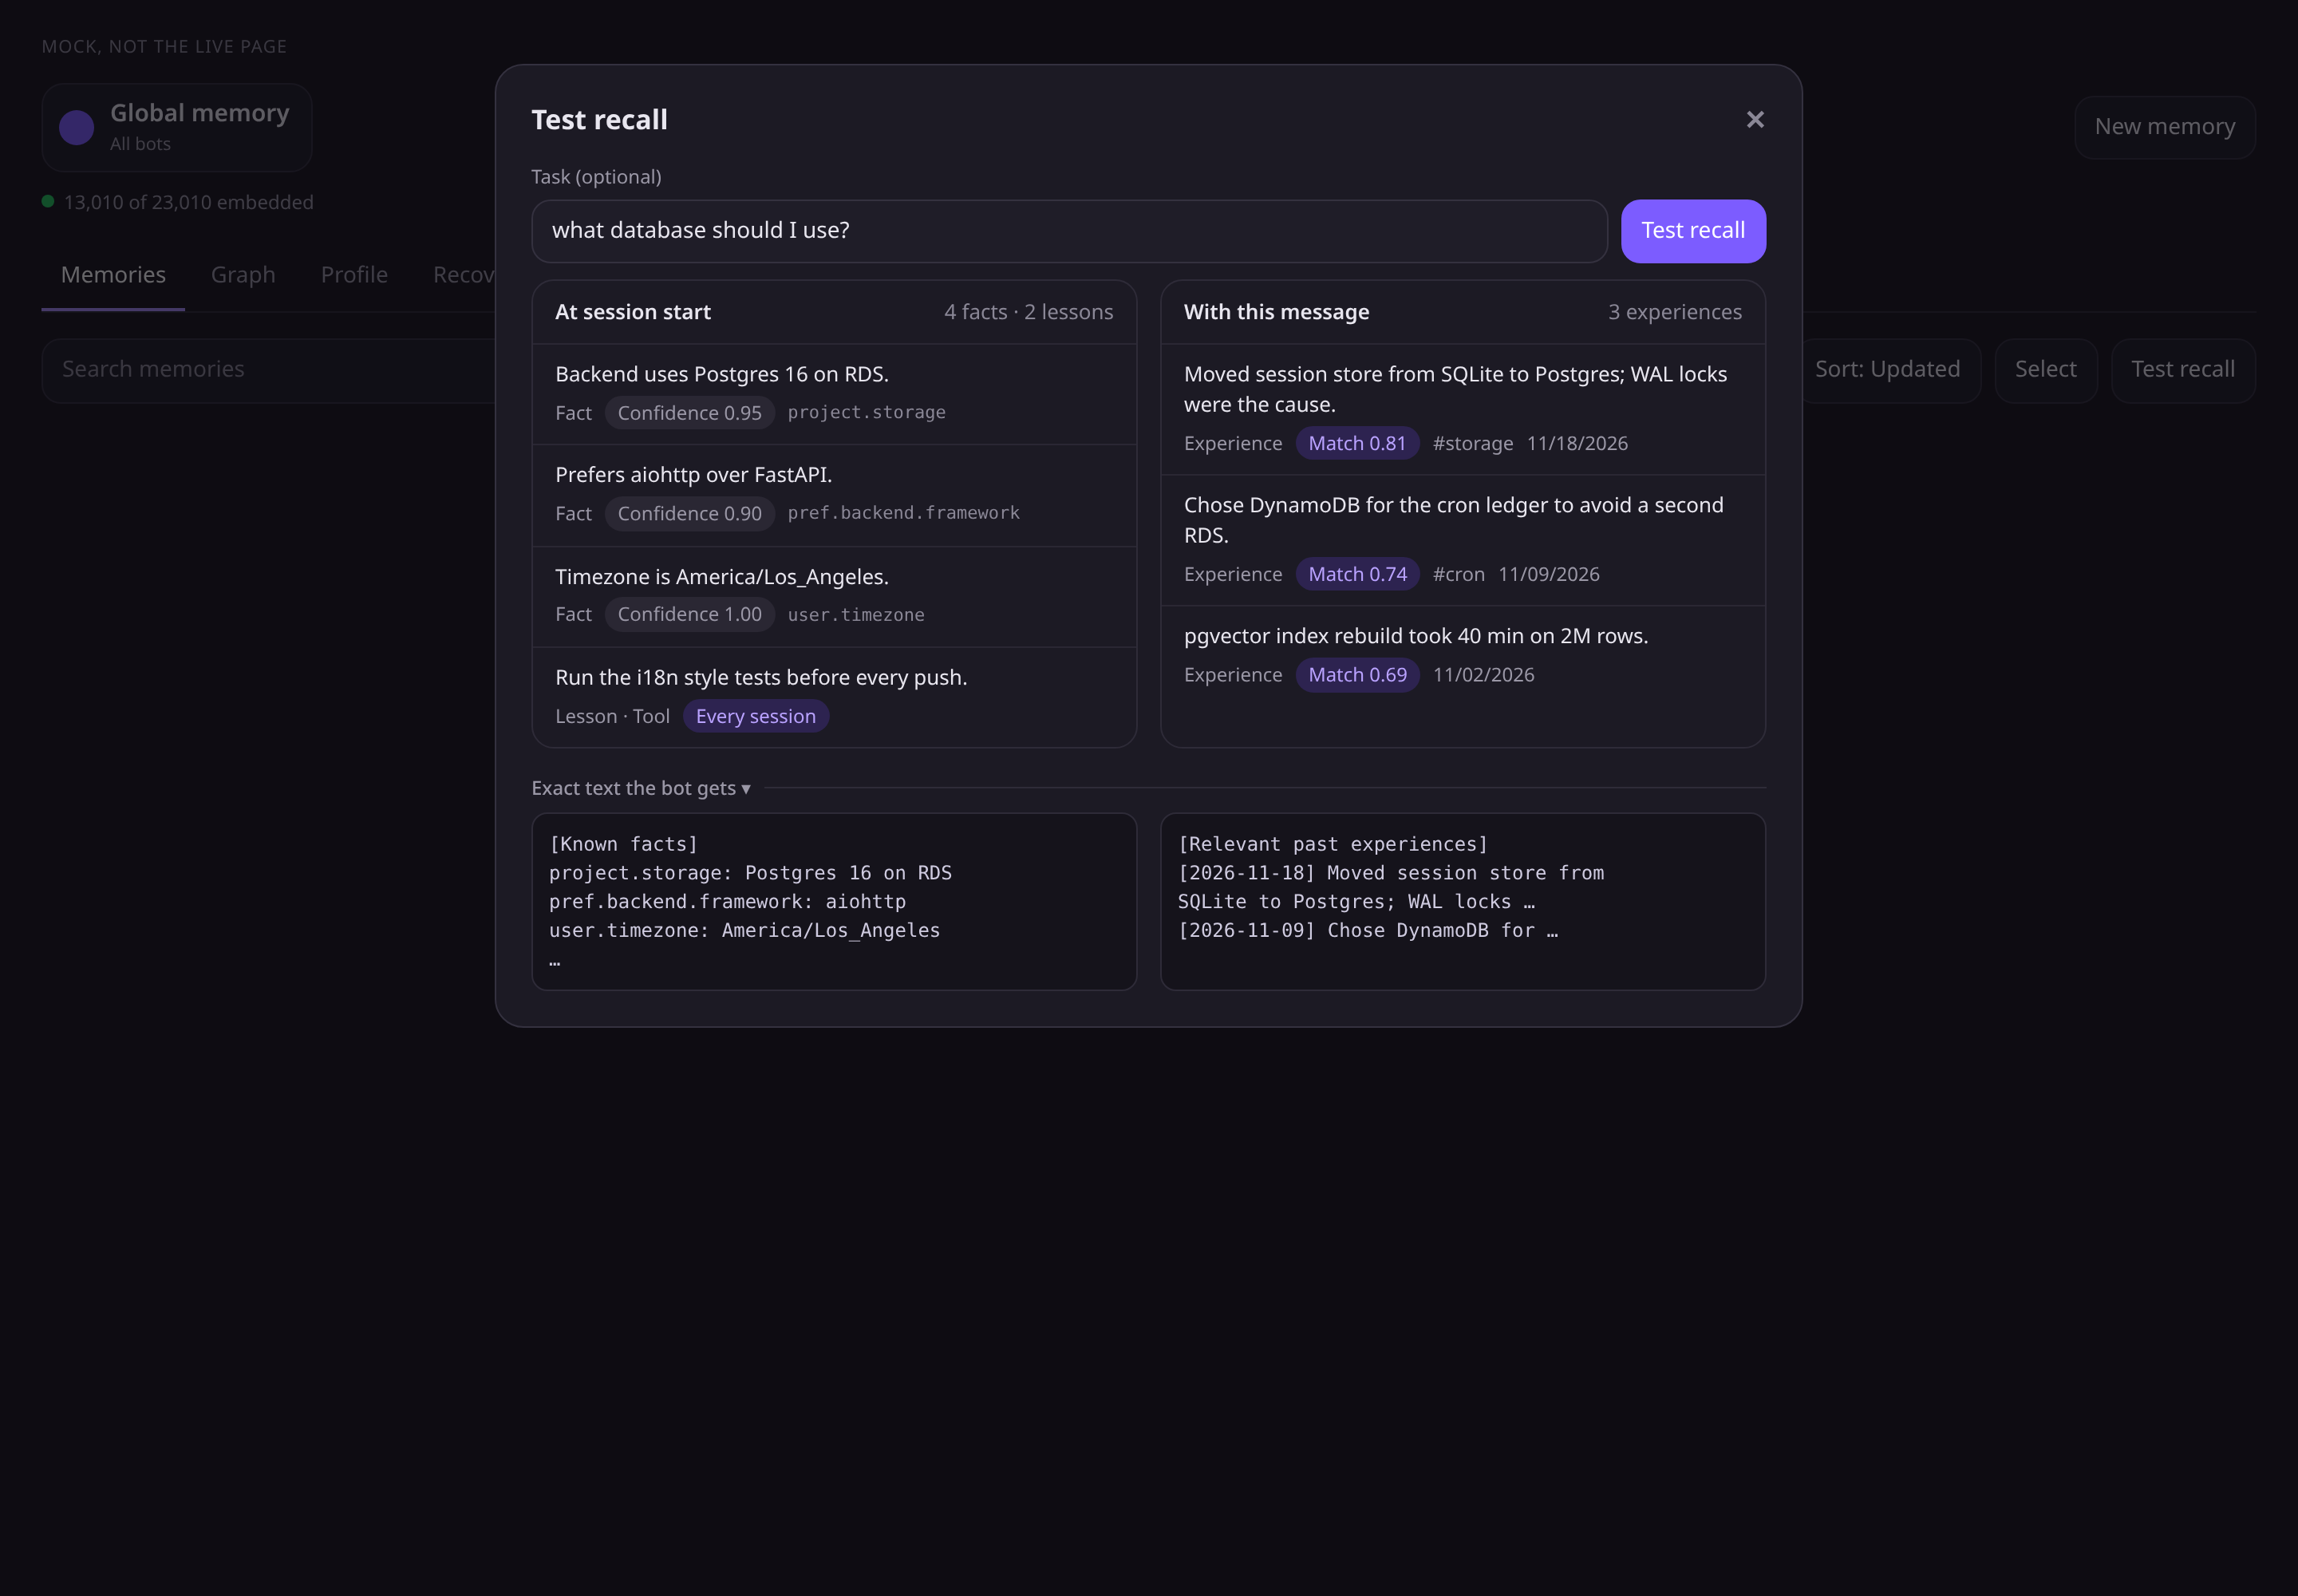 MOCK, NOT THE LIVE PAGE
Global memory
All bots
New memory
13,010 of 23,010 embedded
Memories
Graph
Profile
Recov
Search memories
Sort: Updated
Select
Test recall
Test recall
✕
Task (optional)
what database should I use?
Test recall
At session start
4 facts · 2 lessons
Backend uses Postgres 16 on RDS.
Fact Confidence 0.95 project.storage
Prefers aiohttp over FastAPI.
Fact Confidence 0.90 pref.backend.framework
Timezone is America/Los_Angeles.
Fact Confidence 1.00 user.timezone
Run the i18n style tests before every push.
Lesson · Tool Every session
With this message
3 experiences
Moved session store from SQLite to Postgres; WAL locks
were the cause.
Experience Match 0.81 #storage 11/18/2026
Chose DynamoDB for the cron ledger to avoid a second
RDS.
Experience Match 0.74 #cron 11/09/2026
pgvector index rebuild took 40 min on 2M rows.
Experience Match 0.69 11/02/2026
Exact text the bot gets ▾
[Known facts]
project.storage: Postgres 16 on RDS
pref.backend.framework: aiohttp
user.timezone: America/Los_Angeles
…
[Relevant past experiences]
[2026-11-18] Moved session store from
SQLite to Postgres; WAL locks …
[2026-11-09] Chose DynamoDB for …